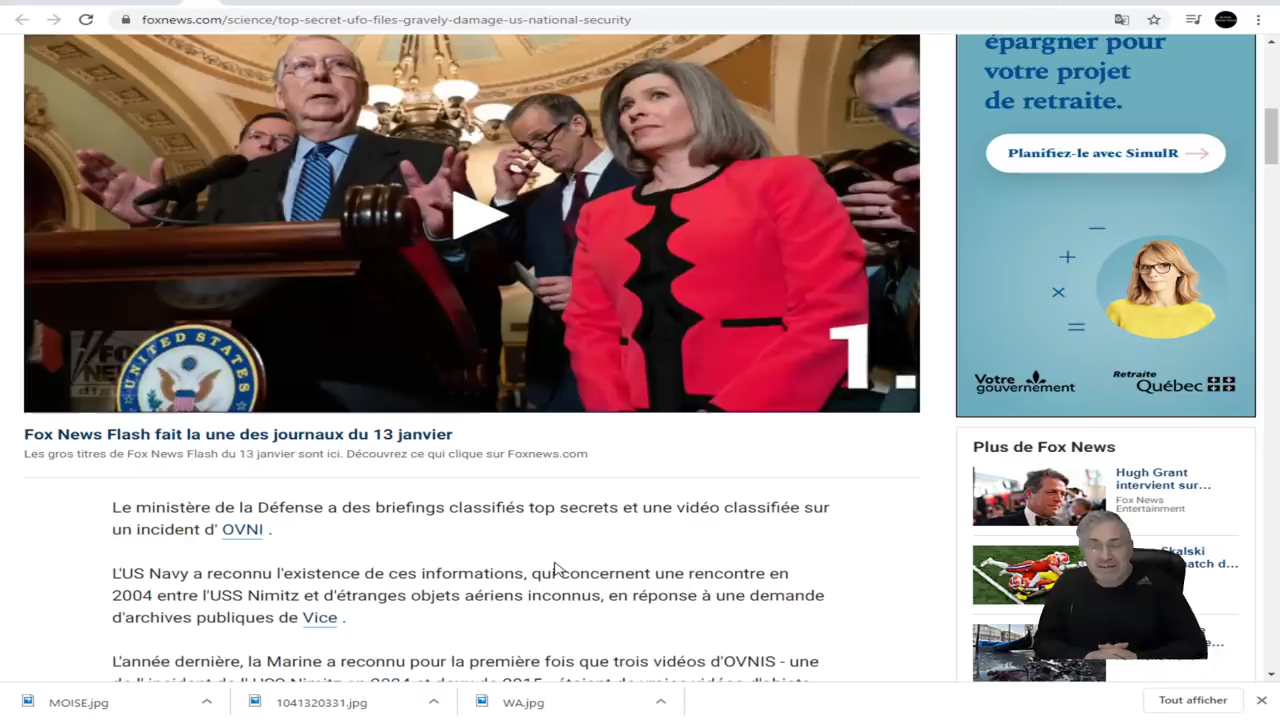 foxnews.com/science/top-secret-ufo-files-gravely-damage-us-national-security
épargner pour
votre projet
de retraite.
Planifiez-le avec SimulR
Votre
gouvernement
Retraite
Québec
UNITED STATES
1.
Fox News Flash fait la une des journaux du 13 janvier
Les gros titres de Fox News Flash du 13 janvier sont ici. Découvrez ce qui clique sur Foxnews.com
Le ministère de la Défense a des briefings classifiés top secrets et une vidéo classifiée sur
un incident d' OVNI .
L'US Navy a reconnu l'existence de ces informations, qui concernent une rencontre en
2004 entre l'USS Nimitz et d'étranges objets aériens inconnus, en réponse à une demande
d'archives publiques de Vice .
L'année dernière, la Marine a reconnu pour la première fois que trois vidéos d'OVNIS - une
Plus de Fox News
Hugh Grant
intervient sur...
Fox News
Entertainment
Skalski
match d...
MOISE.jpg
1041320331.jpg
WA.jpg
Tout afficher